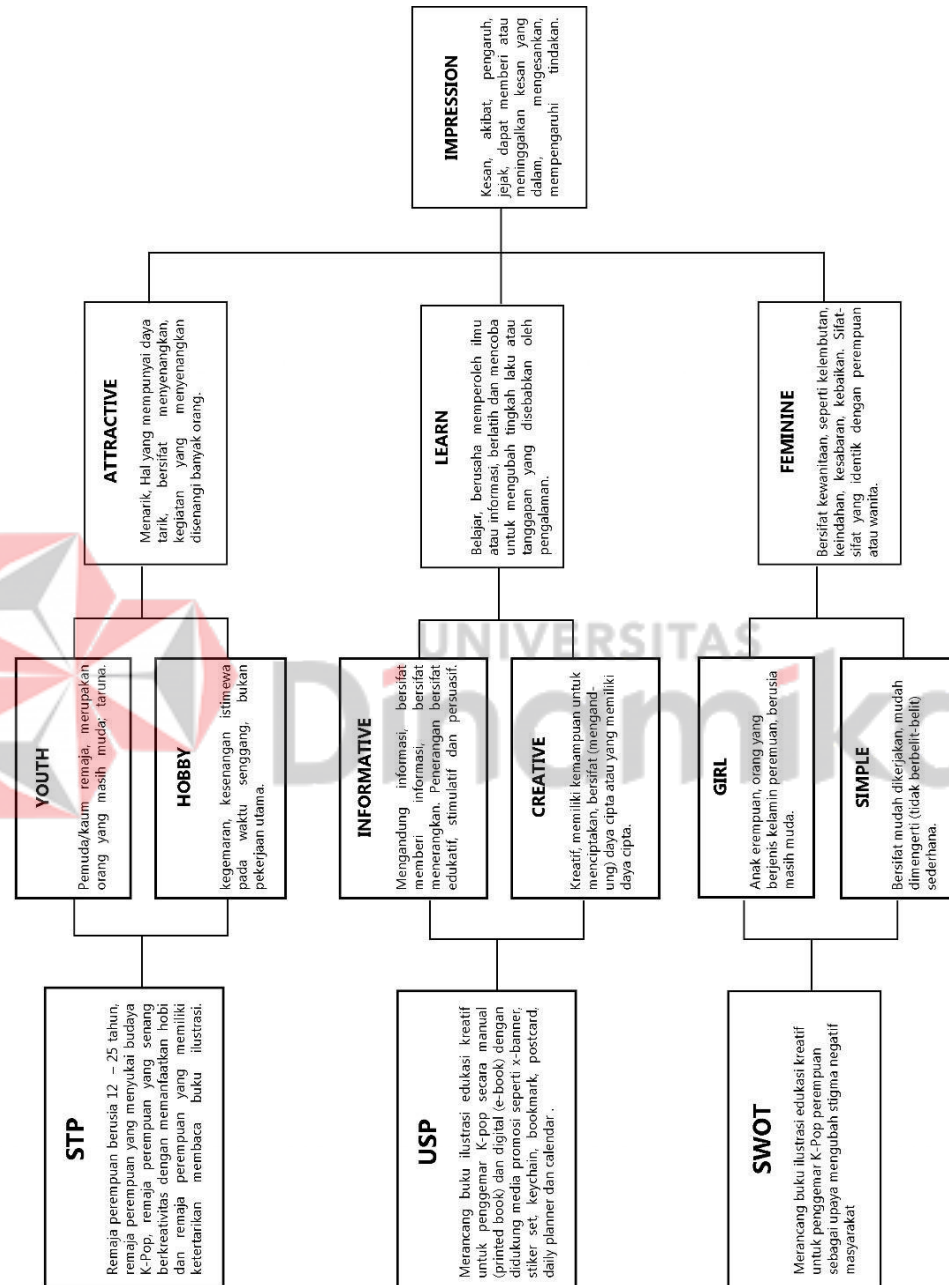 STP
Remaja perempuan berusia 12 – 25 tahun,
remaja perempuan yang menyukai budaya
K-Pop, remaja perempuan yang senang
berkreativitas dengan memanfaatkan hobi
dan remaja perempuan yang memiliki
ketertarikan membaca buku ilustrasi.
YOUTH
Pemuda/kaum remaja, merupakan
orang yang masih muda; taruna.
HOBBY
kegemaran, kesenangan istimewa
pada waktu senggang, bukan
pekerjaan utama.
ATTRACTIVE
Menarik, Hal yang mempunyai daya
tarik, bersifat menyenangkan,
kegiatan yang menyenangkan
disenangi banyak orang.
USP
Merancang buku ilustrasi edukasi kreatif
untuk penggemar K-pop secara manual
(printed book) dan digital (e-book) dengan
didukung media promosi seperti x-banner,
stiker set, keychain, bookmark, postcard,
daily planner dan calendar .
INFORMATIVE
Mengandung informasi, bersifat
memberi informasi, bersifat
menerangkan. Penerangan bersifat
edukatif, stimulatif dan persuasif.
CREATIVE
Kreatif, memiliki kemampuan untuk
menciptakan, bersifat (mengand-
ung) daya cipta atau yang memiliki
daya cipta.
LEARN
Belajar, berusaha memperoleh ilmu
atau informasi, berlatih dan mencoba
untuk mengubah tingkah laku atau
tanggapan yang disebabkan oleh
pengalaman.
SWOT
Merancang buku ilustrasi edukasi kreatif
untuk penggemar K-Pop perempuan
sebagai upaya mengubah stigma negatif
masyarakat
GIRL
Anak erempuan, orang yang
berjenis kelamin peremuan, berusia
masih muda.
SIMPLE
Bersifat mudah dikerjakan, mudah
dimengerti (tidak berbelit-belit)
sederhana.
FEMININE
Bersifat kewanitaan, seperti kelembutan,
keindahan, kesabaran, kebaikan. Sifat-
sifat yang identik dengan perempuan
atau wanita.
IMPRESSION
Kesan, akibat, pengaruh,
jejak, dapat memberi atau
meninggalkan kesan yang
dalam, mengesankan,
mempengaruhi tindakan.
UNIVERSITAS
Dinamika